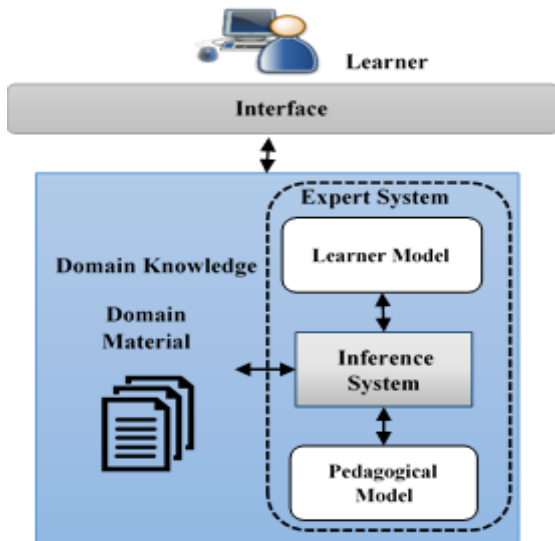 Learner
Interface
Expert System
Learner Model
Domain Knowledge
Domain
Material
Inference
System
Pedagogical
Model